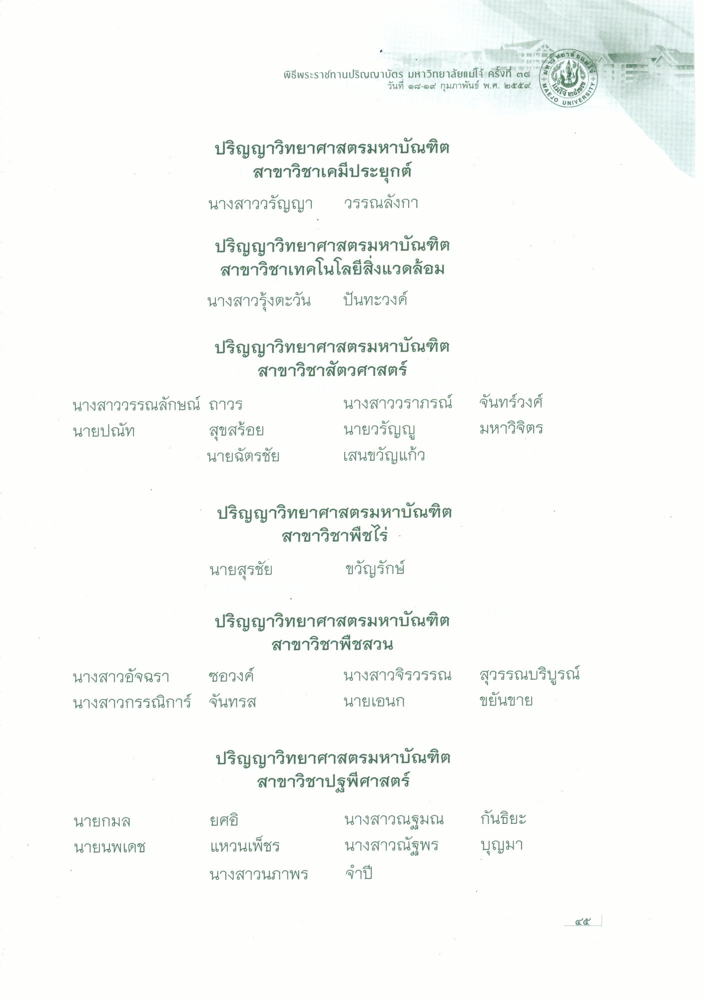 พิธีพระราชทานปริญญาบัตร มหาวิทยาลัยแม่โจ้ ครั้งที่ ๓๘
วันที่ ๑๘-๑๙ กุมภาพันธ์ พ.ศ. ๒๕๕๙
มหาวิทยาลัยแม่โจ้
แม่โจ้ ๒๔๗๗
MAEJO UNIVERSITY
ปริญญาวิทยาศาสตรมหาบัณฑิต
สาขาวิชาเคมีประยุกต์
นางสาววรัญญา วรรณลังกา
ปริญญาวิทยาศาสตรมหาบัณฑิต
สาขาวิชาเทคโนโลยีสิ่งแวดล้อม
นางสาวรุ้งตะวัน ปันทะวงค์
ปริญญาวิทยาศาสตรมหาบัณฑิต
สาขาวิชาสัตวศาสตร์
นางสาววรรณลักษณ์ ถาวร นางสาววราภรณ์ จันทร์วงศ์
นายปณัท สุขสร้อย นายวรัญญู มหาวิจิตร
นายฉัตรชัย เสนขวัญแก้ว
ปริญญาวิทยาศาสตรมหาบัณฑิต
สาขาวิชาพืชไร่
นายสุรชัย ขวัญรักษ์
ปริญญาวิทยาศาสตรมหาบัณฑิต
สาขาวิชาพืชสวน
นางสาวอัจฉรา ซอวงค์ นางสาวจิรวรรณ สุวรรณบริบูรณ์
นางสาวกรรณิการ์ จันทรส นายเอนก ขยันขาย
ปริญญาวิทยาศาสตรมหาบัณฑิต
สาขาวิชาปฐพีศาสตร์
นายกมล ยศอิ นางสาวณฐมณ กันธิยะ
นายนพเดช แหวนเพ็ชร นางสาวณัฐพร บุญมา
นางสาวนภาพร จำปี
๔๕